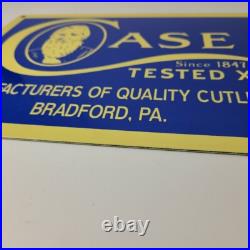 CASE
Since 1847
TESTED X
FACTURERS OF QUALITY CUTL
BRADFORD, PA.